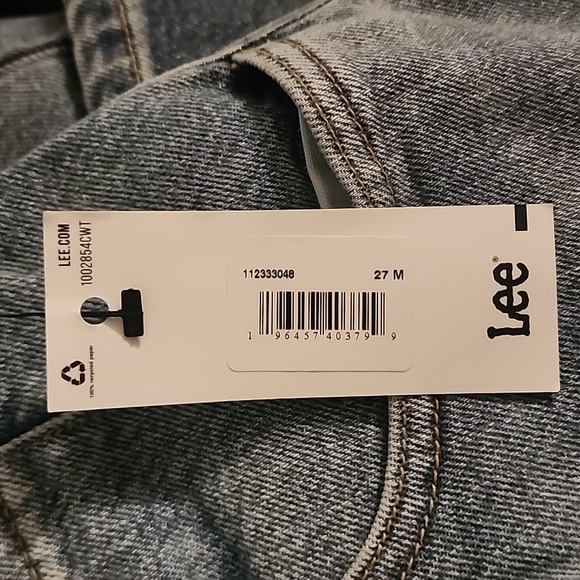 LEE.COM
1002854CWT
100% recycled paper
112333048 27 M
1 96457 40379 9
Lee®